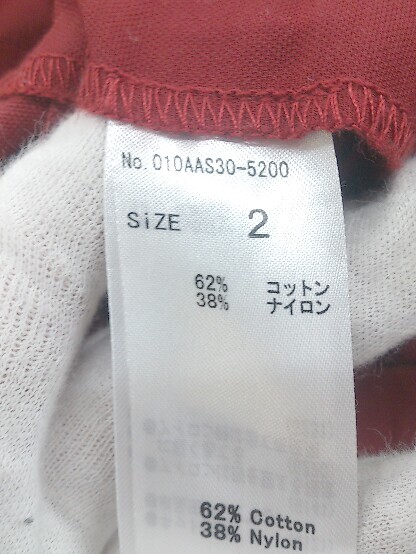 No. 010AAS30-5200
SiZE 2
62% コットン
38% ナイロン
62% Cotton
38% Nylon